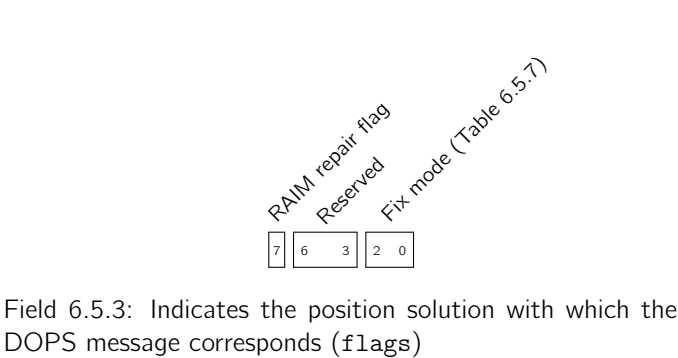 RAIM repair flag
Reserved
Fix mode (Table 6.5.7)
7 6 3 2 0
Field 6.5.3: Indicates the position solution with which the
DOPS message corresponds (flags)